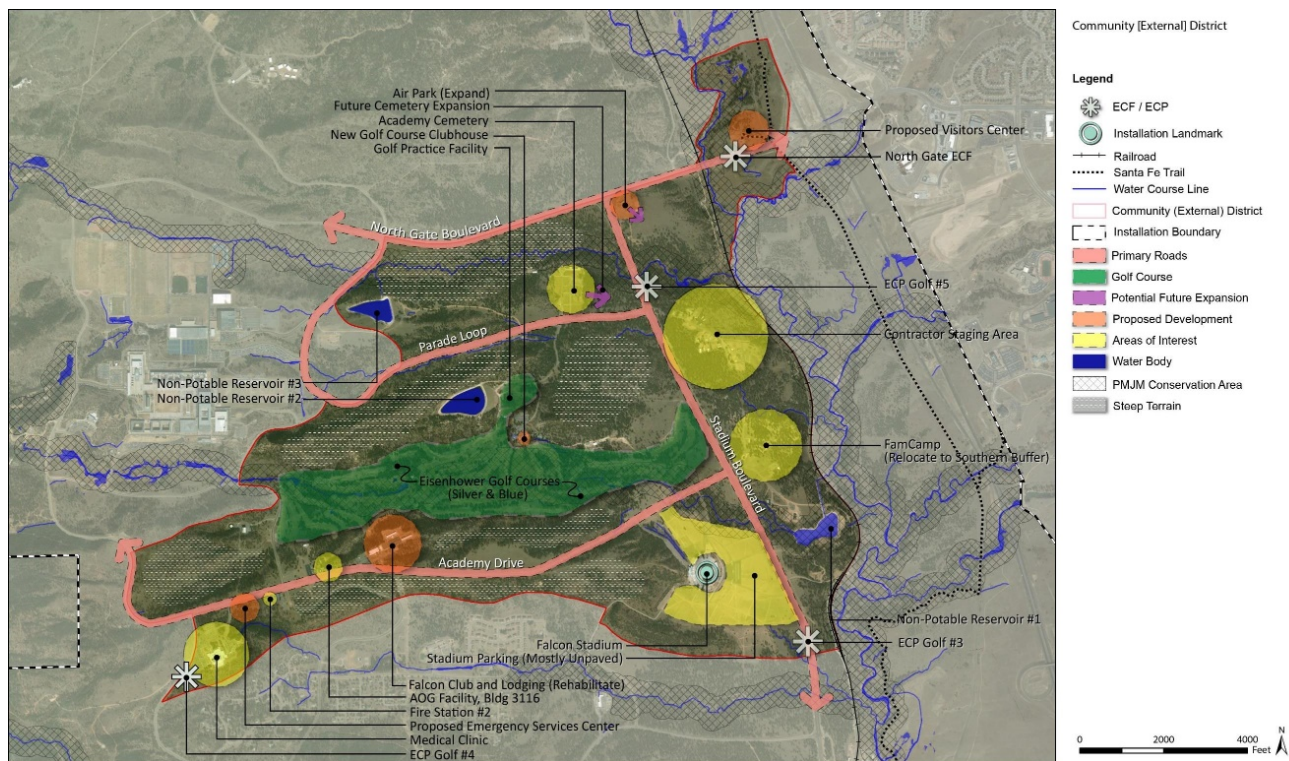 Community [External] District
Legend
ECF / ECP
Installation Landmark
Railroad
Santa Fe Trail
Water Course Line
Community (External) District
Installation Boundary
Primary Roads
Golf Course
Potential Future Expansion
Proposed Development
Areas of Interest
Water Body
PMJM Conservation Area
Steep Terrain
Air Park (Expand)
Future Cemetery Expansion
Academy Cemetery
New Golf Course Clubhouse
Golf Practice Facility
Proposed Visitors Center
North Gate ECF
North Gate Boulevard
ECP Golf #5
Contractor Staging Area
Parade Loop
Non-Potable Reservoir #3
Non-Potable Reservoir #2
Stadium Boulevard
FamCamp
(Relocate to Southern Buffer)
Eisenhower Golf Courses
(Silver & Blue)
Academy Drive
Non-Potable Reservoir #1
ECP Golf #3
Falcon Stadium
Stadium Parking (Mostly Unpaved)
Falcon Club and Lodging (Rehabilitate)
AOG Facility, Bldg 3116
Fire Station #2
Proposed Emergency Services Center
Medical Clinic
ECP Golf #4
0 2000 4000
Feet
N